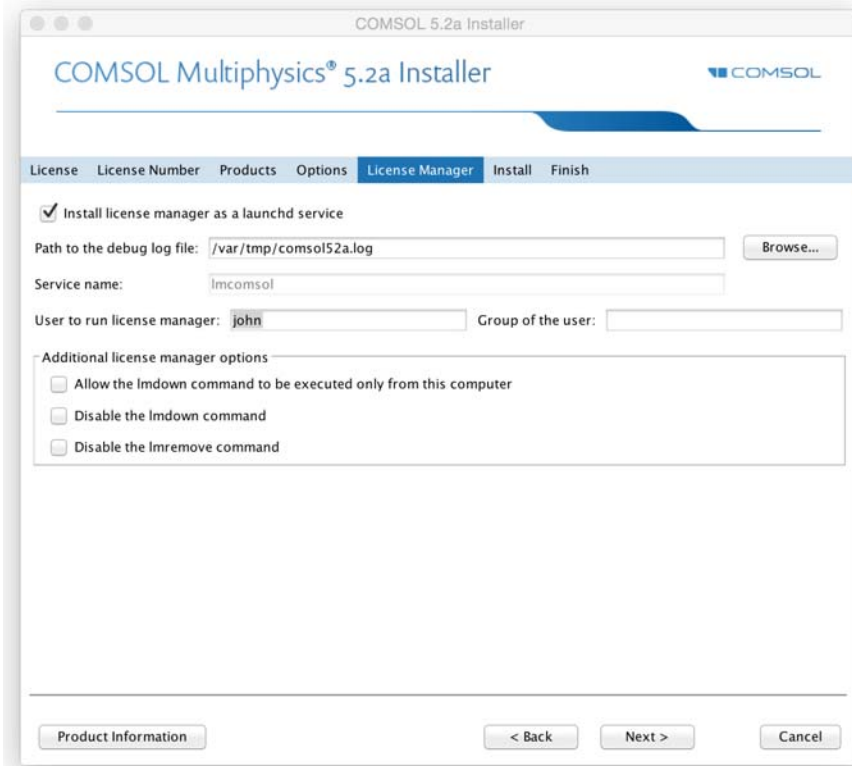 COMSOL 5.2a Installer
COMSOL Multiphysics® 5.2a Installer
COMSOL
License License Number Products Options License Manager Install Finish
Install license manager as a launchd service
Path to the debug log file: /var/tmp/comsol52a.log Browse...
Service name: lmcomsol
User to run license manager: john Group of the user:
Additional license manager options
Allow the lmdown command to be executed only from this computer
Disable the lmdown command
Disable the lmremove command
Product Information < Back Next > Cancel